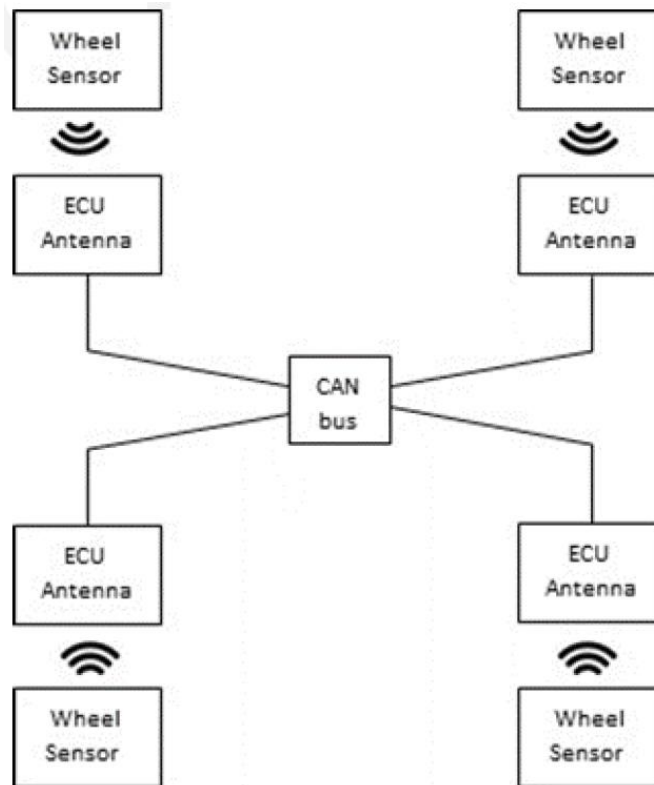 Wheel
Sensor
Wheel
Sensor
ECU
Antenna
ECU
Antenna
CAN
bus
ECU
Antenna
ECU
Antenna
Wheel
Sensor
Wheel
Sensor